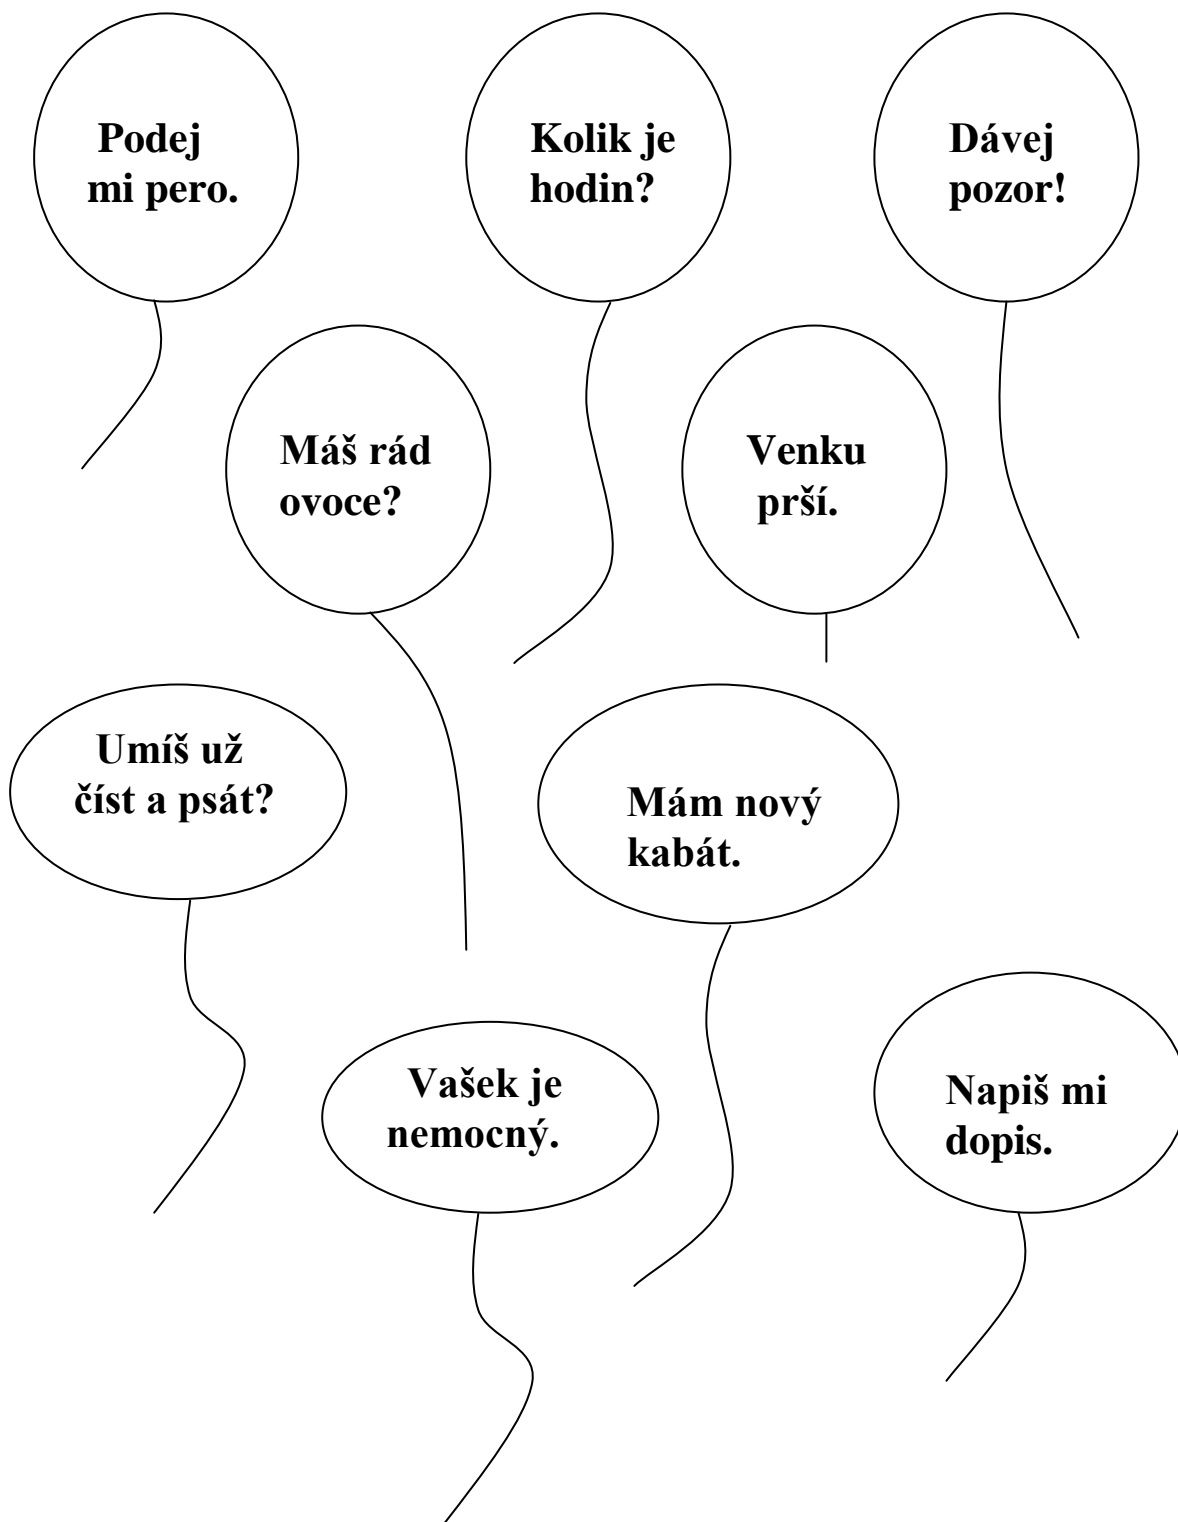 Podej
mi pero.
Kolik je
hodin?
Dávej
pozor!
Máš rád
ovoce?
Venku
prší.
Umíš už
číst a psát?
Mám nový
kabát.
Vašek je
nemocný.
Napiš mi
dopis.